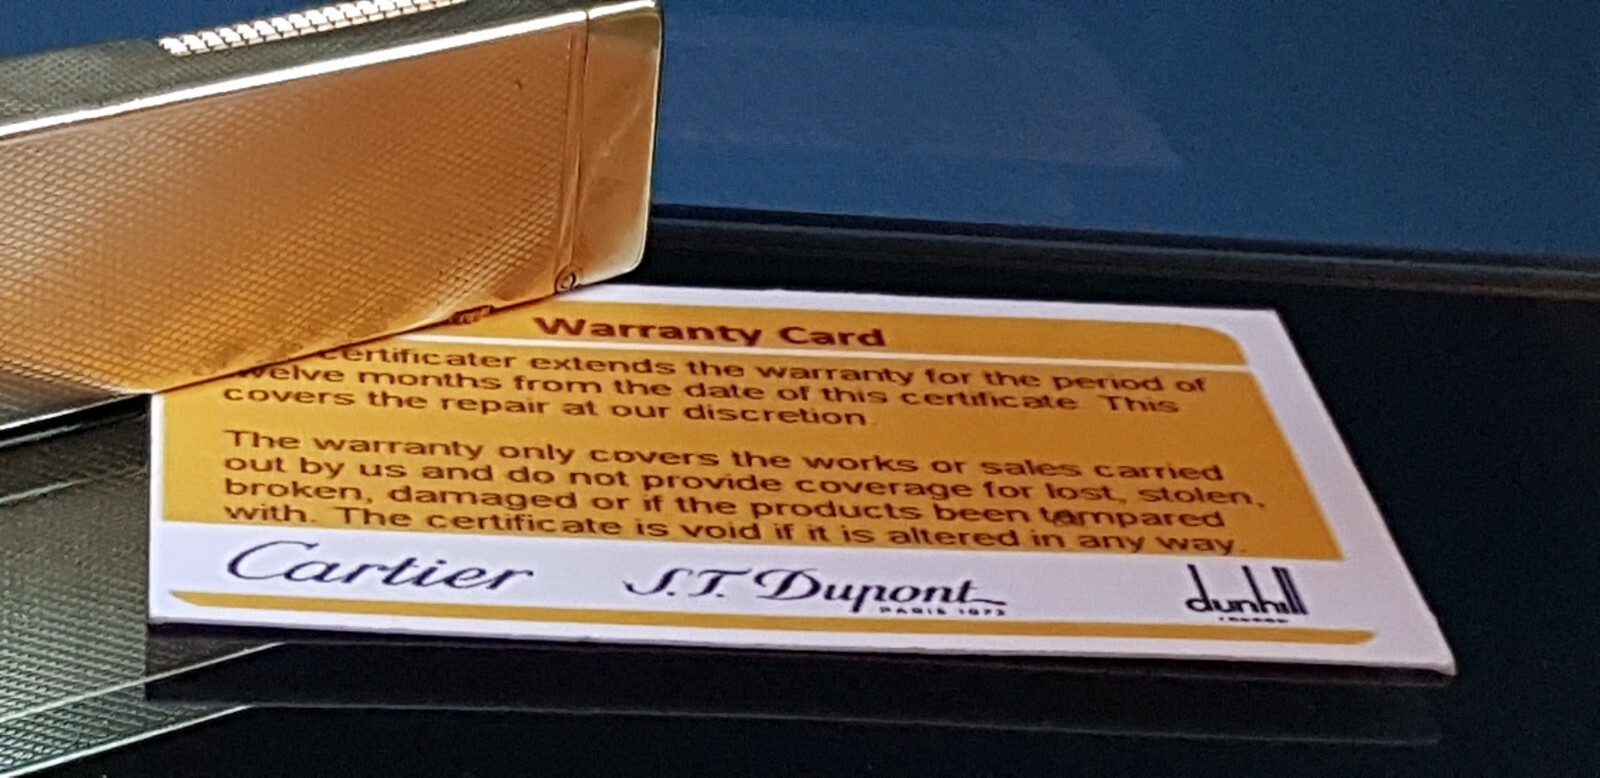 Warranty Card
certificater extends the warranty for the period of
welve months from the date of this certificate. This
covers the repair at our discretion.
The warranty only covers the works or sales carried
out by us and do not provide coverage for lost, stolen,
broken, damaged or if the products been tampared
with. The certificate is void if it is altered in any way.
Cartier
S.T. Dupont
PARIS 1872
dunhill
LONDON